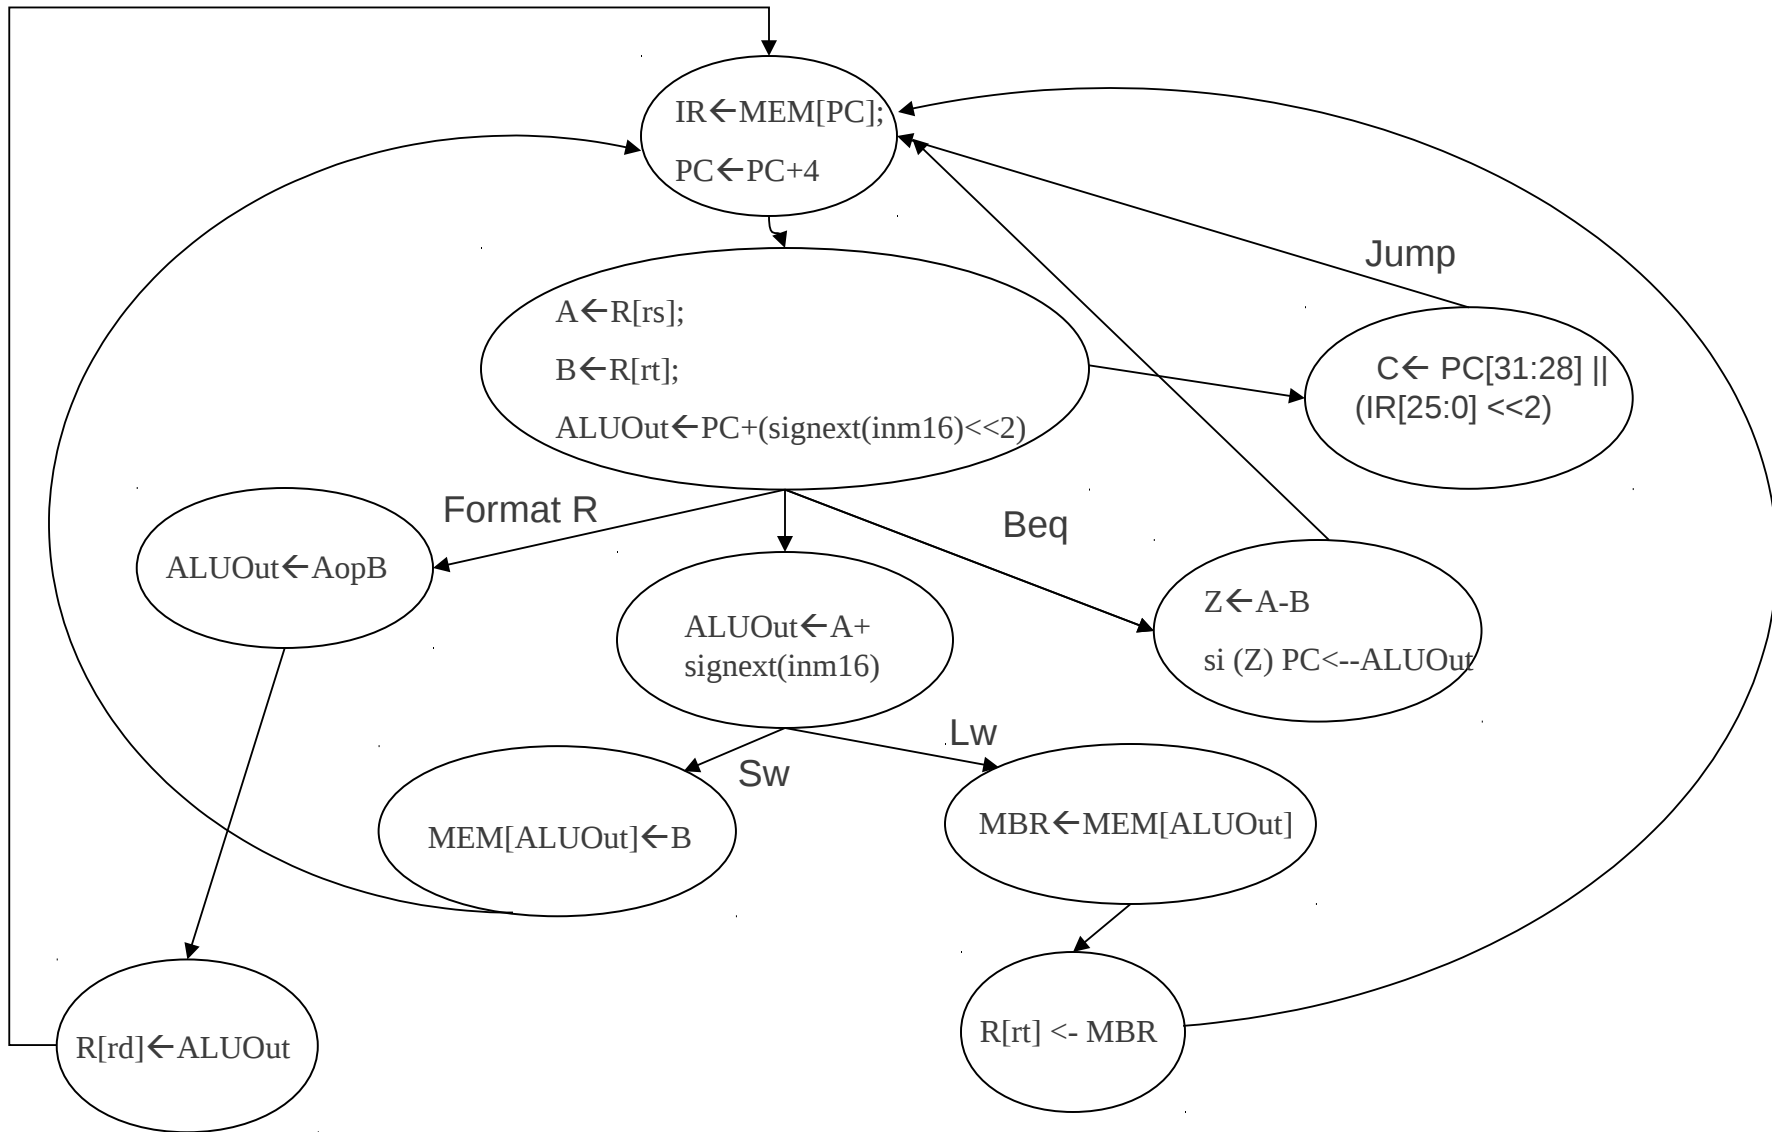 IR←MEM[PC];
PC←PC+4
Jump
A←R[rs];
B←R[rt];
ALUOut←PC+(signext(inm16)<<2)
C← PC[31:28] ||
(IR[25:0] <<2)
Format R
Beq
ALUOut←AopB
ALUOut←A+
signext(inm16)
Z←A-B
si (Z) PC<--ALUOut
Lw
Sw
MEM[ALUOut]←B
MBR←MEM[ALUOut]
R[rd]←ALUOut
R[rt] <- MBR